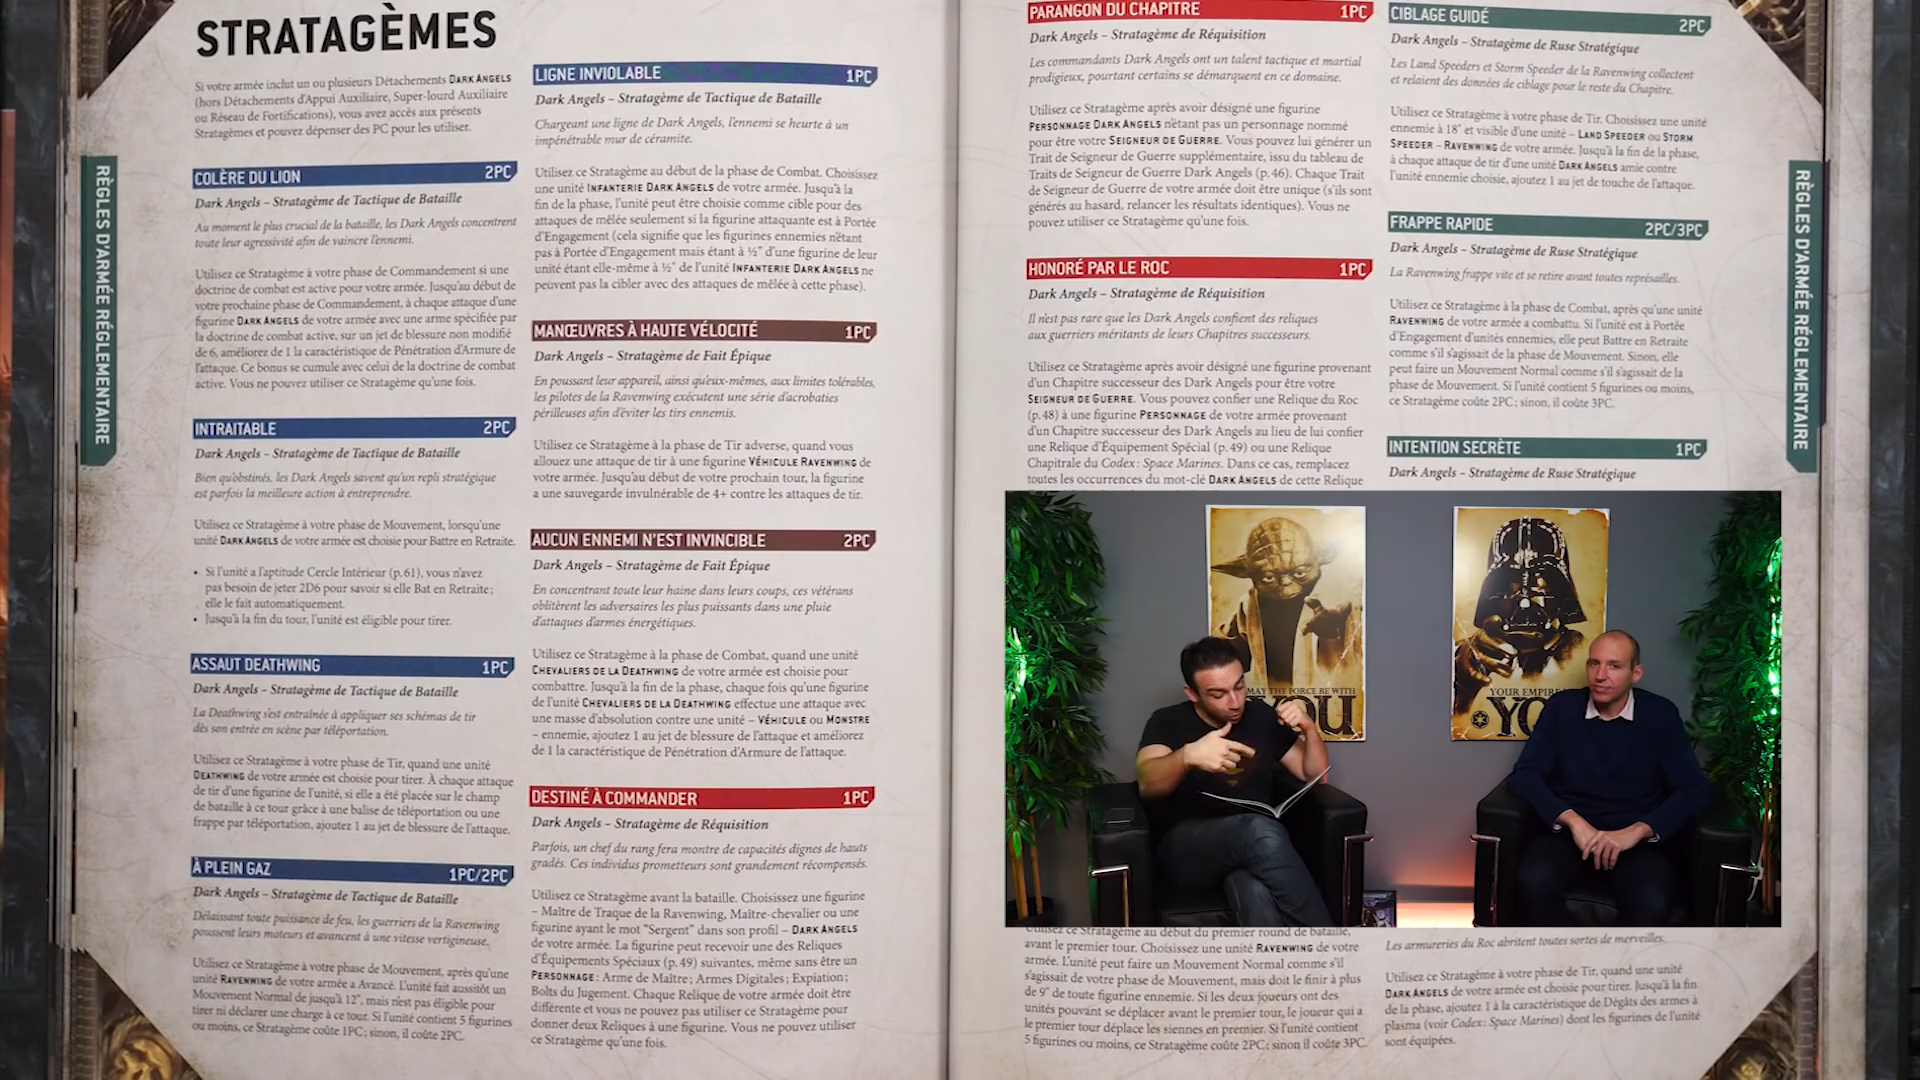 STRATAGÈMES
Si votre armée inclut un ou plusieurs Détachements DARK ANGELS
(hors Détachements d'Appui Auxiliaire, Super-lourd Auxiliaire
ou Réseau de Fortifications), vous avez accès aux présents
Stratagèmes et pouvez dépenser des PC pour les utiliser.
RÈGLES D'ARMÉE RÉGLEMENTAIRE
COLÈRE DU LION 2PC
Dark Angels – Stratagème de Tactique de Bataille
Au moment le plus crucial de la bataille, les Dark Angels concentrent
toute leur agressivité afin de vaincre l'ennemi.
Utilisez ce Stratagème à votre phase de Commandement si une
doctrine de combat est active pour votre armée. Jusqu'au début de
votre prochaine phase de Commandement, à chaque attaque d'une
figurine DARK ANGELS de votre armée avec une arme spécifiée par
la doctrine de combat active, sur un jet de blessure non modifié
de 6, améliorez de 1 la caractéristique de Pénétration d'Armure de
l'attaque. Ce bonus se cumule avec celui de la doctrine de combat
active. Vous ne pouvez utiliser ce Stratagème qu'une fois.
INTRAITABLE 2PC
Dark Angels – Stratagème de Tactique de Bataille
Bien qu'obstinés, les Dark Angels savent qu'un repli stratégique
est parfois la meilleure action à entreprendre.
Utilisez ce Stratagème à votre phase de Mouvement, lorsqu'une
unité DARK ANGELS de votre armée est choisie pour Battre en Retraite.
• Si l'unité a l'aptitude Cercle Intérieur (p.61), vous n'avez
pas besoin de jeter 2D6 pour savoir si elle Bat en Retraite ;
elle le fait automatiquement.
• Jusqu'à la fin du tour, l'unité est éligible pour tirer.
ASSAUT DEATHWING 1PC
Dark Angels – Stratagème de Tactique de Bataille
La Deathwing s'est entraînée à appliquer ses schémas de tir
dès son entrée en scène par téléportation.
Utilisez ce Stratagème à votre phase de Tir, quand une unité
DEATHWING de votre armée est choisie pour tirer. À chaque attaque
de tir d'une figurine de l'unité, si elle a été placée sur le champ
de bataille à ce tour grâce à une balise de téléportation ou une
frappe par téléportation, ajoutez 1 au jet de blessure de l'attaque.
À PLEIN GAZ 1PC/2PC
Dark Angels – Stratagème de Tactique de Bataille
Délaissant toute puissance de feu, les guerriers de la Ravenwing
poussent leurs moteurs et avancent à une vitesse vertigineuse.
Utilisez ce Stratagème à votre phase de Mouvement, après qu'une
unité RAVENWING de votre armée a Avancé. L'unité fait aussitôt un
Mouvement Normal de jusqu'à 12", mais n'est pas éligible pour
tirer ni déclarer une charge à ce tour. Si l'unité contient 5 figurines
ou moins, ce Stratagème coûte 1PC ; sinon, il coûte 2PC.
LIGNE INVIOLABLE 1PC
Dark Angels – Stratagème de Tactique de Bataille
Chargeant une ligne de Dark Angels, l'ennemi se heurte à un
impénétrable mur de céramite.
Utilisez ce Stratagème au début de la phase de Combat. Choisissez
une unité INFANTERIE DARK ANGELS de votre armée. Jusqu'à la
fin de la phase, l'unité peut être choisie comme cible pour des
attaques de mêlée seulement si la figurine attaquante est à Portée
d'Engagement (cela signifie que les figurines ennemies n'étant
pas à Portée d'Engagement mais étant à ½" d'une figurine de leur
unité étant elle-même à ½" de l'unité INFANTERIE DARK ANGELS ne
peuvent pas la cibler avec des attaques de mêlée à cette phase).
MANŒUVRES À HAUTE VÉLOCITÉ 1PC
Dark Angels – Stratagème de Fait Épique
En poussant leur appareil, ainsi qu'eux-mêmes, aux limites tolérables,
les pilotes de la Ravenwing exécutent une série d'acrobaties
périlleuses afin d'éviter les tirs ennemis.
Utilisez ce Stratagème à la phase de Tir adverse, quand vous
allouez une attaque de tir à une figurine VÉHICULE RAVENWING de
votre armée. Jusqu'au début de votre prochain tour, la figurine
a une sauvegarde invulnérable de 4+ contre les attaques de tir.
AUCUN ENNEMI N'EST INVINCIBLE 2PC
Dark Angels – Stratagème de Fait Épique
En concentrant toute leur haine dans leurs coups, ces vétérans
oblitèrent les adversaires les plus puissants dans une pluie
d'attaques d'armes énergétiques.
Utilisez ce Stratagème à la phase de Combat, quand une unité
CHEVALIERS DE LA DEATHWING de votre armée est choisie pour
combattre. Jusqu'à la fin de la phase, chaque fois qu'une figurine
de l'unité CHEVALIERS DE LA DEATHWING effectue une attaque avec
une masse d'absolution contre une unité – VÉHICULE ou MONSTRE
– ennemie, ajoutez 1 au jet de blessure de l'attaque et améliorez
de 1 la caractéristique de Pénétration d'Armure de l'attaque.
DESTINÉ À COMMANDER 1PC
Dark Angels – Stratagème de Réquisition
Parfois, un chef du rang fera montre de capacités dignes de hauts
gradés. Ces individus prometteurs sont grandement récompensés.
Utilisez ce Stratagème avant la bataille. Choisissez une figurine
– Maître de Traque de la Ravenwing, Maître-chevalier ou une
figurine ayant le mot "Sergent" dans son profil – DARK ANGELS
de votre armée. La figurine peut recevoir une des Reliques
d'Équipements Spéciaux (p.49) suivantes, même sans être un
PERSONNAGE : Arme de Maître ; Armes Digitales ; Expiation ;
Bolts du Jugement. Chaque Relique de votre armée doit être
différente et vous ne pouvez pas utiliser ce Stratagème pour
donner deux Reliques à une figurine. Vous ne pouvez utiliser
ce Stratagème qu'une fois.
PARANGON DU CHAPITRE 1PC
Dark Angels – Stratagème de Réquisition
Les commandants Dark Angels ont un talent tactique et martial
prodigieux, pourtant certains se démarquent en ce domaine.
Utilisez ce Stratagème après avoir désigné une figurine
PERSONNAGE DARK ANGELS n'étant pas un personnage nommé
pour être votre SEIGNEUR DE GUERRE. Vous pouvez lui générer un
Trait de Seigneur de Guerre supplémentaire, issu du tableau de
Traits de Seigneur de Guerre Dark Angels (p.46). Chaque Trait
de Seigneur de Guerre de votre armée doit être unique (s'ils sont
générés au hasard, relancer les résultats identiques). Vous ne
pouvez utiliser ce Stratagème qu'une fois.
HONORÉ PAR LE ROC 1PC
Dark Angels – Stratagème de Réquisition
Il n'est pas rare que les Dark Angels confient des reliques
aux guerriers méritants de leurs Chapitres successeurs.
Utilisez ce Stratagème après avoir désigné une figurine provenant
d'un Chapitre successeur des Dark Angels pour être votre
SEIGNEUR DE GUERRE. Vous pouvez confier une Relique du Roc
(p.48) à une figurine PERSONNAGE de votre armée provenant
d'un Chapitre successeur des Dark Angels au lieu de lui confier
une Relique d'Équipement Spécial (p.49) ou une Relique
Chapitrale du Codex : Space Marines. Dans ce cas, remplacez
toutes les occurrences du mot-clé DARK ANGELS de cette Relique
Utilisez ce Stratagème au début du premier round de bataille,
avant le premier tour. Choisissez une unité RAVENWING de votre
armée. L'unité peut faire un Mouvement Normal comme s'il
s'agissait de votre phase de Mouvement, mais doit le finir à plus
de 9" de toute figurine ennemie. Si les deux joueurs ont des
unités pouvant se déplacer avant le premier tour, le joueur qui a
le premier tour déplace les siennes en premier. Si l'unité contient
5 figurines ou moins, ce Stratagème coûte 2PC ; sinon il coûte 3PC.
CIBLAGE GUIDÉ 2PC
Dark Angels – Stratagème de Ruse Stratégique
Les Land Speeders et Storm Speeder de la Ravenwing collectent
et relaient des données de ciblage pour le reste du Chapitre.
Utilisez ce Stratagème à votre phase de Tir. Choisissez une unité
ennemie à 18" et visible d'une unité – LAND SPEEDER ou STORM
SPEEDER – RAVENWING de votre armée. Jusqu'à la fin de la phase,
à chaque attaque de tir d'une unité DARK ANGELS amie contre
l'unité ennemie choisie, ajoutez 1 au jet de touche de l'attaque.
FRAPPE RAPIDE 2PC/3PC
Dark Angels – Stratagème de Ruse Stratégique
La Ravenwing frappe vite et se retire avant toutes représailles.
Utilisez ce Stratagème à la phase de Combat, après qu'une unité
RAVENWING de votre armée a combattu. Si l'unité est à Portée
d'Engagement d'unités ennemies, elle peut Battre en Retraite
comme s'il s'agissait de la phase de Mouvement. Sinon, elle
peut faire un Mouvement Normal comme s'il s'agissait de la
phase de Mouvement. Si l'unité contient 5 figurines ou moins,
ce Stratagème coûte 2PC ; sinon, il coûte 3PC.
INTENTION SECRÈTE 1PC
Dark Angels – Stratagème de Ruse Stratégique
Les armureries du Roc abritent toutes sortes de merveilles.
Utilisez ce Stratagème à votre phase de Tir, quand une unité
DARK ANGELS de votre armée est choisie pour tirer. Jusqu'à la fin
de la phase, ajoutez 1 à la caractéristique de Dégâts des armes à
plasma (voir Codex : Space Marines) dont les figurines de l'unité
sont équipées.
RÈGLES D'ARMÉE RÉGLEMENTAIRE
MAY THE FORCE BE WITH
YOU
YOUR EMPIRE
YO